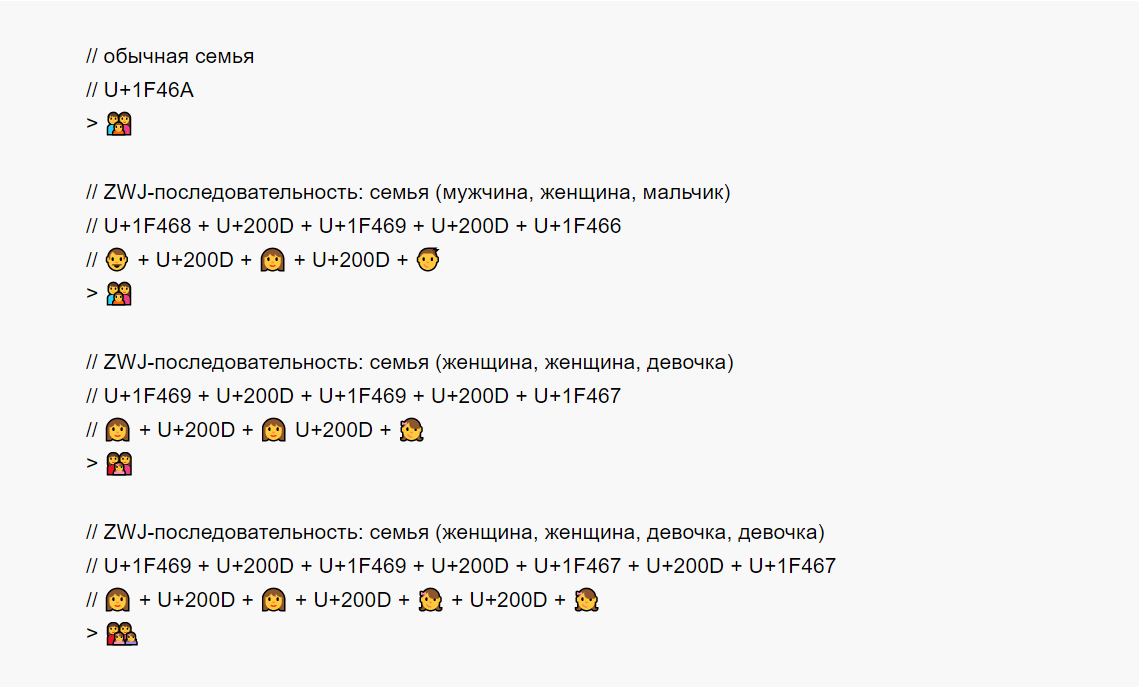 // обычная семья
// U+1F46A
> 👪
// ZWJ-последовательность: семья (мужчина, женщина, мальчик)
// U+1F468 + U+200D + U+1F469 + U+200D + U+1F466
// 👨 + U+200D + 👩 + U+200D + 👦
> 👨‍👩‍👦
// ZWJ-последовательность: семья (женщина, женщина, девочка)
// U+1F469 + U+200D + U+1F469 + U+200D + U+1F467
// 👩 + U+200D + 👩 U+200D + 👧
> 👩‍👩‍👧
// ZWJ-последовательность: семья (женщина, женщина, девочка, девочка)
// U+1F469 + U+200D + U+1F469 + U+200D + U+1F467 + U+200D + U+1F467
// 👩 + U+200D + 👩 + U+200D + 👧 + U+200D + 👧
> 👩‍👩‍👧‍👧